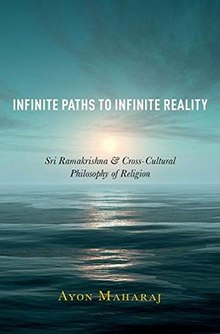 INFINITE PATHS TO INFINITE REALITY
Sri Ramakrishna & Cross-Cultural
Philosophy of Religion
AYON MAHARAJ